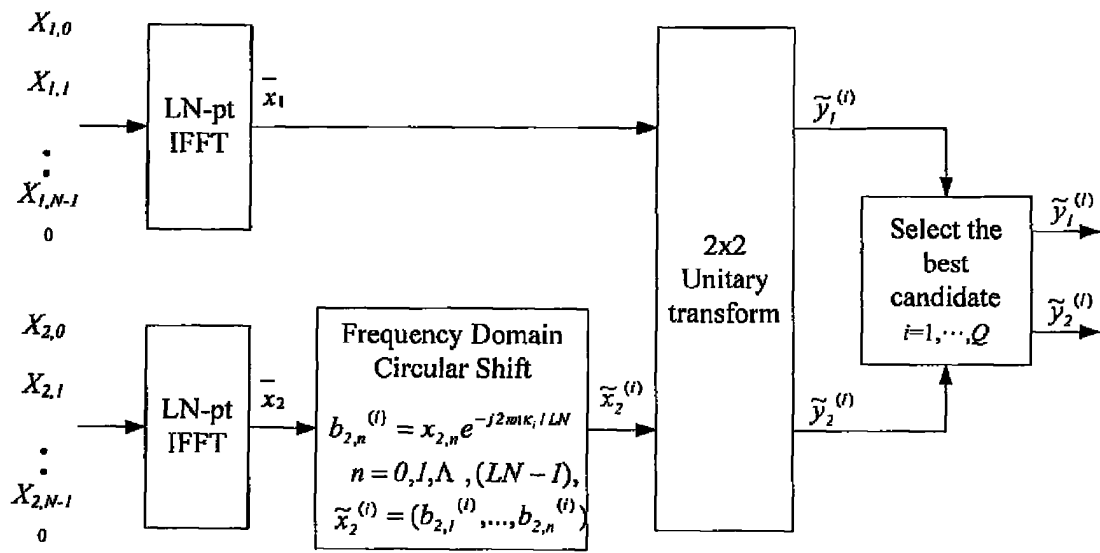 X1,0
X1,1
X1,N-1
0
LN-pt
IFFT
x̄1
X2,0
X2,1
X2,N-1
0
LN-pt
IFFT
x̄2
Frequency Domain
Circular Shift
b2,n^(i) = x2,n e^-j2πnκi/LN
n = 0,1,Λ ,(LN-1),
x̃2^(i) = (b2,1^(i),...,b2,n^(i))
x̃2^(i)
2x2
Unitary
transform
ỹ1^(i)
ỹ2^(i)
Select the
best
candidate
i=1,⋯,Q
ỹ1^(i)
ỹ2^(i)